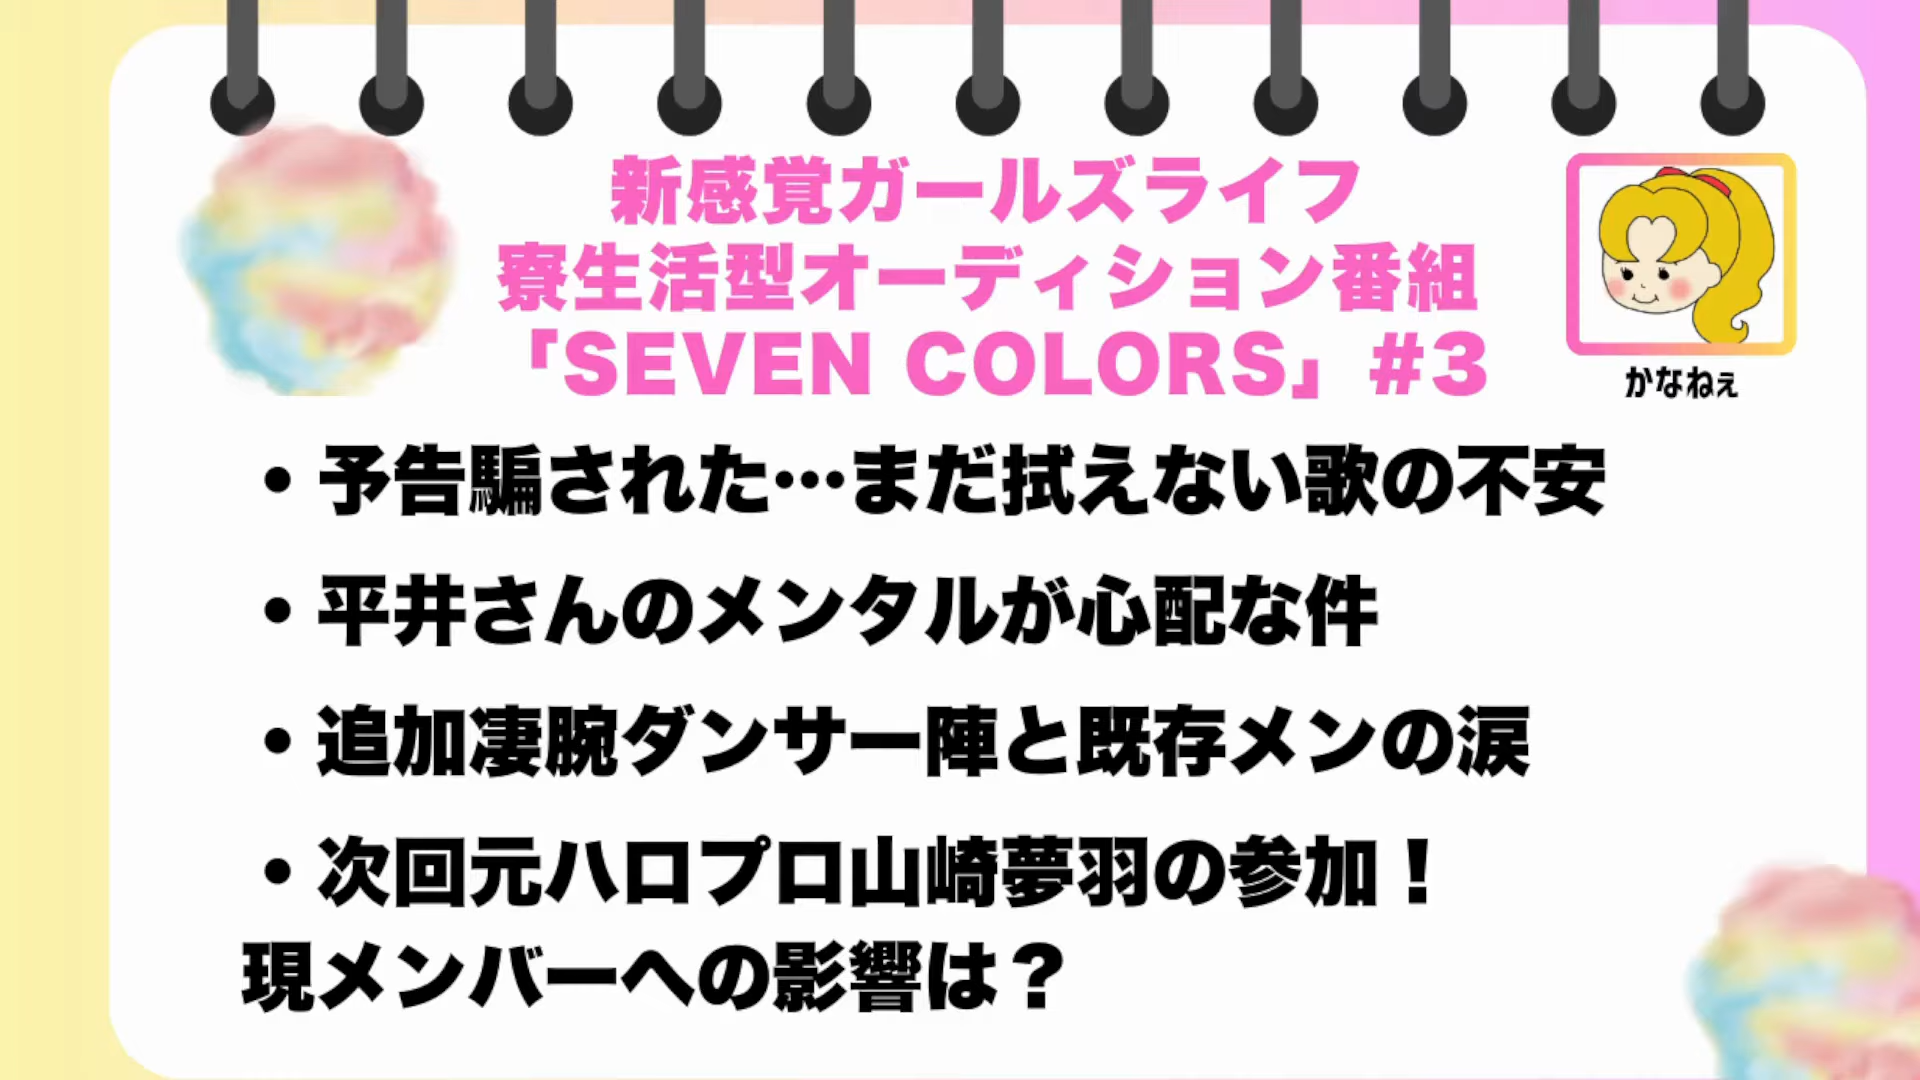 新感覚ガールズライフ
寮生活型オーディション番組
「SEVEN COLORS」#3
かなねぇ
・予告騙された…まだ拭えない歌の不安
・平井さんのメンタルが心配な件
・追加凄腕ダンサー陣と既存メンの涙
・次回元ハロプロ山﨑夢羽の参加！
現メンバーへの影響は？